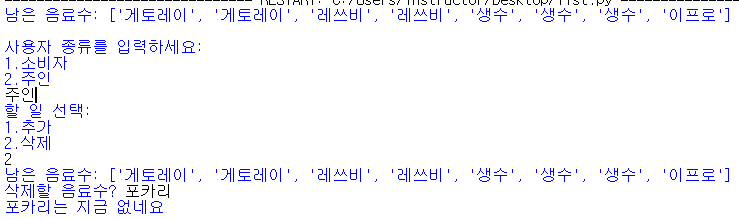 RESTART: C:/Users/instructor/Desktop/list.py
남은 음료수: ['게토레이', '게토레이', '레쓰비', '레쓰비', '생수', '생수', '생수', '이프로']
사용자 종류를 입력하세요:
1.소비자
2.주인
주인
할 일 선택:
1.추가
2.삭제
2
남은 음료수: ['게토레이', '게토레이', '레쓰비', '레쓰비', '생수', '생수', '생수', '이프로']
삭제할 음료수? 포카리
포카리는 지금 없네요